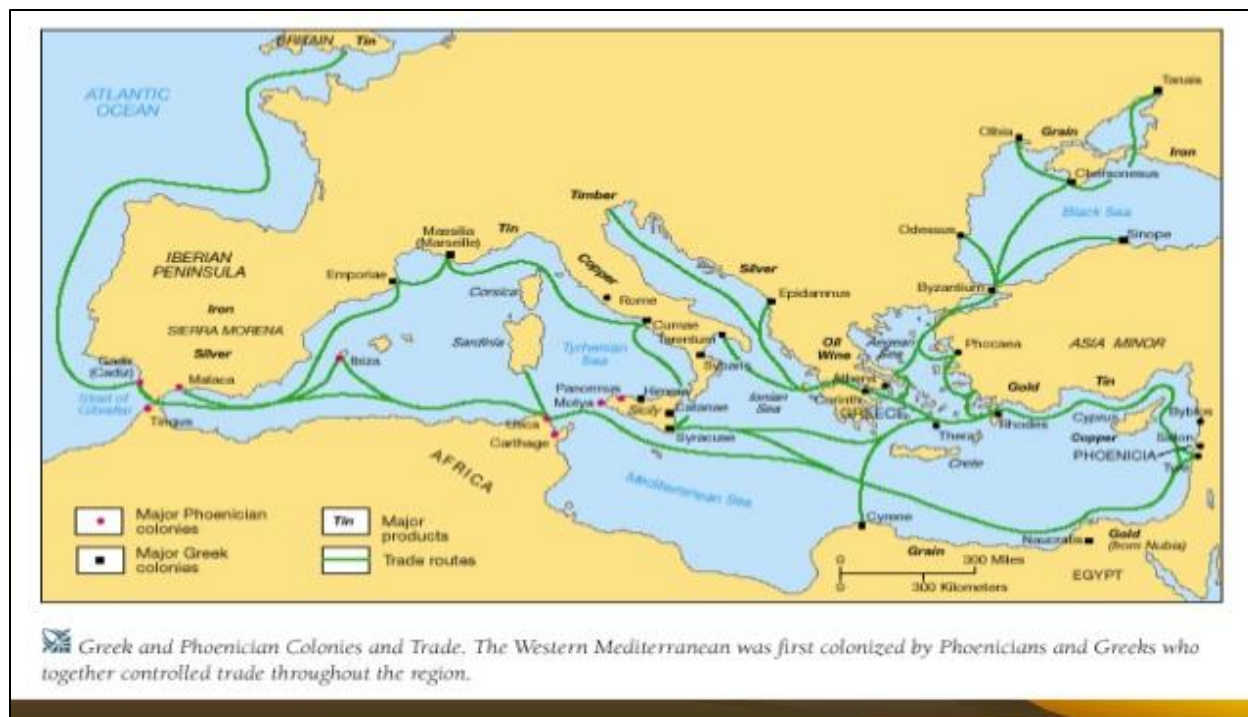 BRITAIN Tin
ATLANTIC
OCEAN
Tanais
Olbia
Grain
Iron
Chersonesus
Black Sea
Timber
Odessus
Sinope
Massilia
(Marseille)
Tin
IBERIAN
PENINSULA
Emporiae
Copper
Silver
Byzantium
Corsica
Rome
Epidamnus
Iron
SIERRA MORENA
Cumae
Tarentum
Oil
Wine
Aegean
Sea
Phocaea
ASIA MINOR
Sardinia
Tyrrhenian
Sea
Silver
Ibiza
Sybaris
Gadir
(Cadiz)
Malaca
Athens
Gold
Tin
Strait of
Gibraltar
Panormus
Himera
Ionian
Sea
Corinth
Motya
Sicily
Catanae
GREECE
Cyprus
Byblos
Tingus
Utica
Rhodes
Syracuse
Thera
Copper
Sidon
Carthage
PHOENICIA
Crete
Tyre
AFRICA
Mediterranean Sea
Major Phoenician
colonies
Tin
Major
products
Cyrene
Naucratis
Gold
(from Nubia)
Major Greek
colonies
Trade routes
Grain
0 300 Miles
0 300 Kilometers
EGYPT
Greek and Phoenician Colonies and Trade. The Western Mediterranean was first colonized by Phoenicians and Greeks who
together controlled trade throughout the region.